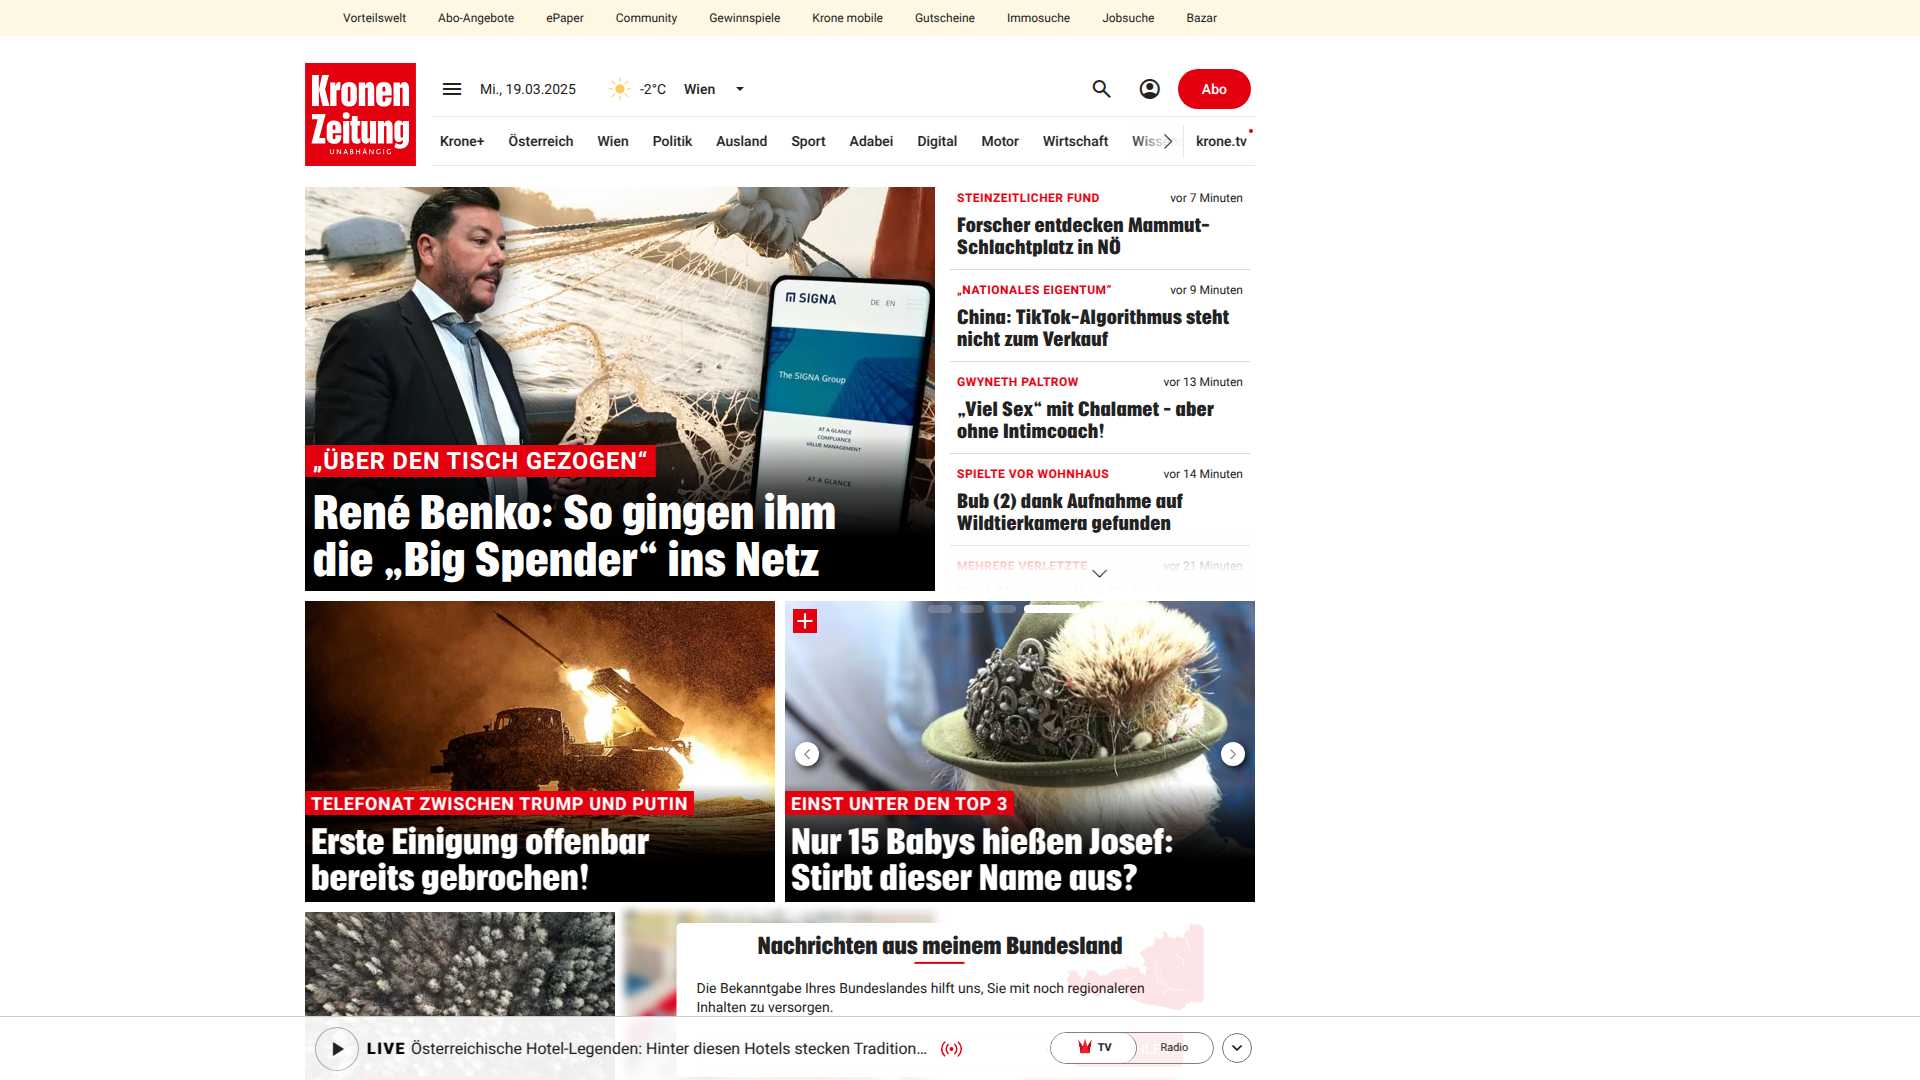 Vorteilswelt Abo-Angebote ePaper Community Gewinnspiele Krone mobile Gutscheine Immosuche Jobsuche Bazar
Kronen
Zeitung
UNABHÄNGIG
Mi., 19.03.2025 -2°C Wien
Abo
Krone+ Österreich Wien Politik Ausland Sport Adabei Digital Motor Wirtschaft Wiss krone.tv
SIGNA
DE EN
The SIGNA Group
AT A GLANCE
COMPLIANCE
VALUE MANAGEMENT
AT A GLANCE
„ÜBER DEN TISCH GEZOGEN“
René Benko: So gingen ihm
die „Big Spender“ ins Netz
STEINZEITLICHER FUND vor 7 Minuten
Forscher entdecken Mammut-
Schlachtplatz in NÖ
„NATIONALES EIGENTUM“ vor 9 Minuten
China: TikTok-Algorithmus steht
nicht zum Verkauf
GWYNETH PALTROW vor 13 Minuten
„Viel Sex“ mit Chalamet - aber
ohne Intimcoach!
SPIELTE VOR WOHNHAUS vor 14 Minuten
Bub (2) dank Aufnahme auf
Wildtierkamera gefunden
MEHRERE VERLETZTE vor 21 Minuten
TELEFONAT ZWISCHEN TRUMP UND PUTIN
Erste Einigung offenbar
bereits gebrochen!
EINST UNTER DEN TOP 3
Nur 15 Babys hießen Josef:
Stirbt dieser Name aus?
Nachrichten aus meinem Bundesland
Die Bekanntgabe Ihres Bundeslandes hilft uns, Sie mit noch regionaleren
Inhalten zu versorgen.
LIVE Österreichische Hotel-Legenden: Hinter diesen Hotels stecken Tradition...
TV Radio